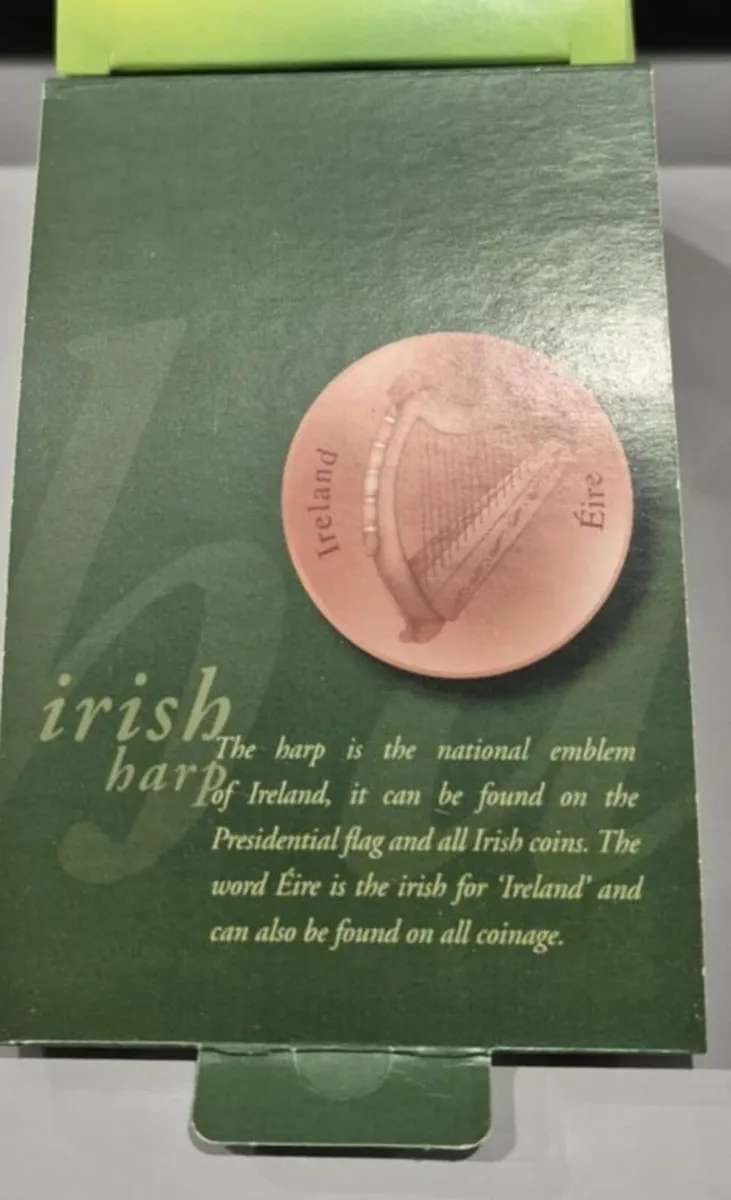 Ireland
Éire
irish
harp
The harp is the national emblem
of Ireland, it can be found on the
Presidential flag and all Irish coins. The
word Éire is the irish for 'Ireland' and
can also be found on all coinage.